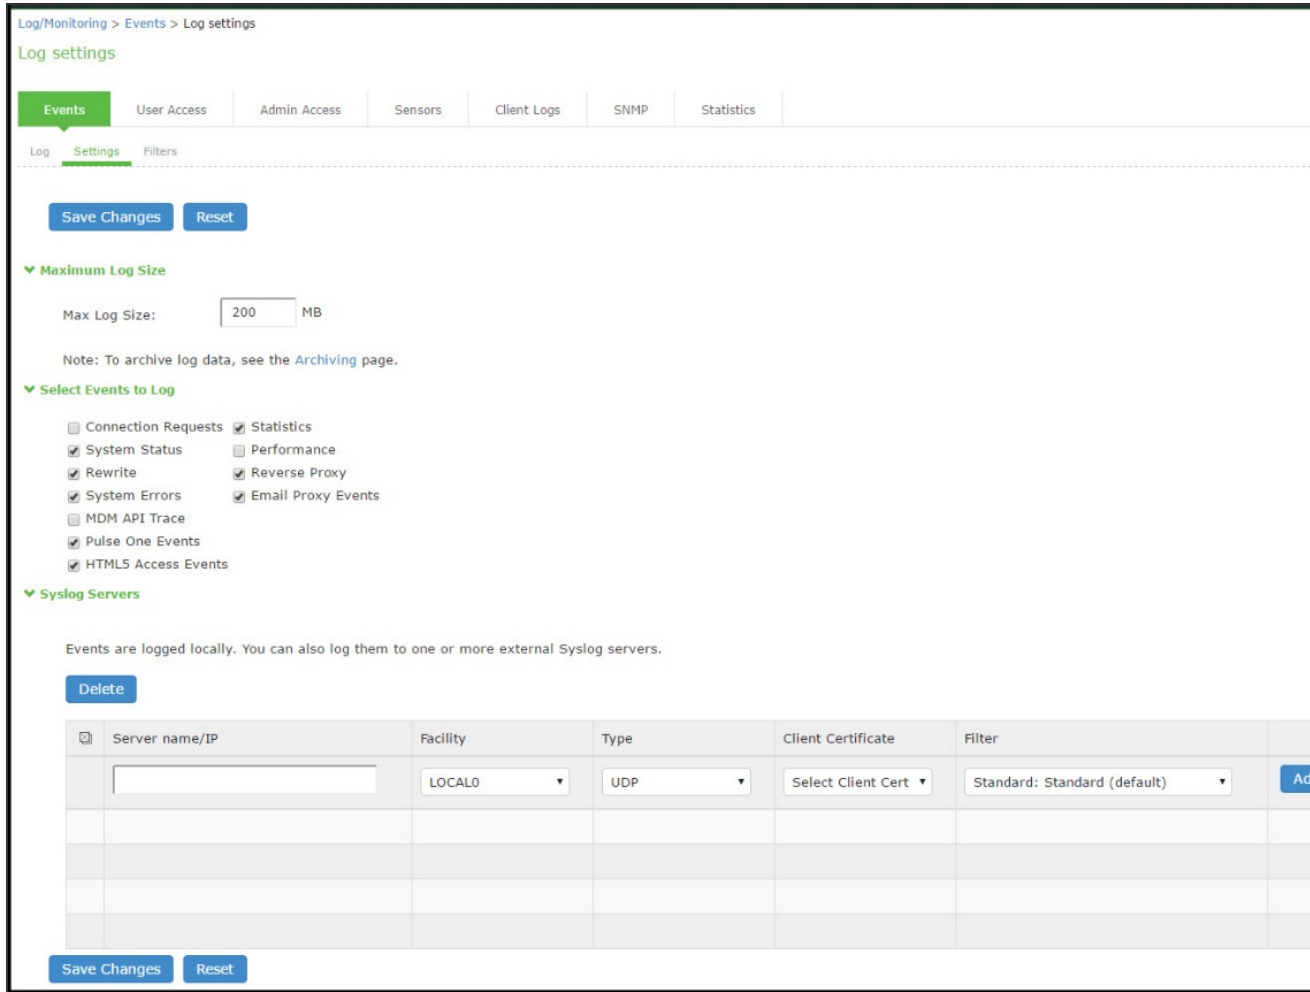 Log/Monitoring > Events > Log settings
Log settings
Events User Access Admin Access Sensors Client Logs SNMP Statistics
Log Settings Filters
Save Changes Reset
Maximum Log Size
Max Log Size: 200 MB
Note: To archive log data, see the Archiving page.
Select Events to Log
Connection Requests Statistics
System Status Performance
Rewrite Reverse Proxy
System Errors Email Proxy Events
MDM API Trace
Pulse One Events
HTML5 Access Events
Syslog Servers
Events are logged locally. You can also log them to one or more external Syslog servers.
Delete
Server name/IP Facility Type Client Certificate Filter
LOCAL0 UDP Select Client Cert Standard: Standard (default) Ad
Save Changes Reset